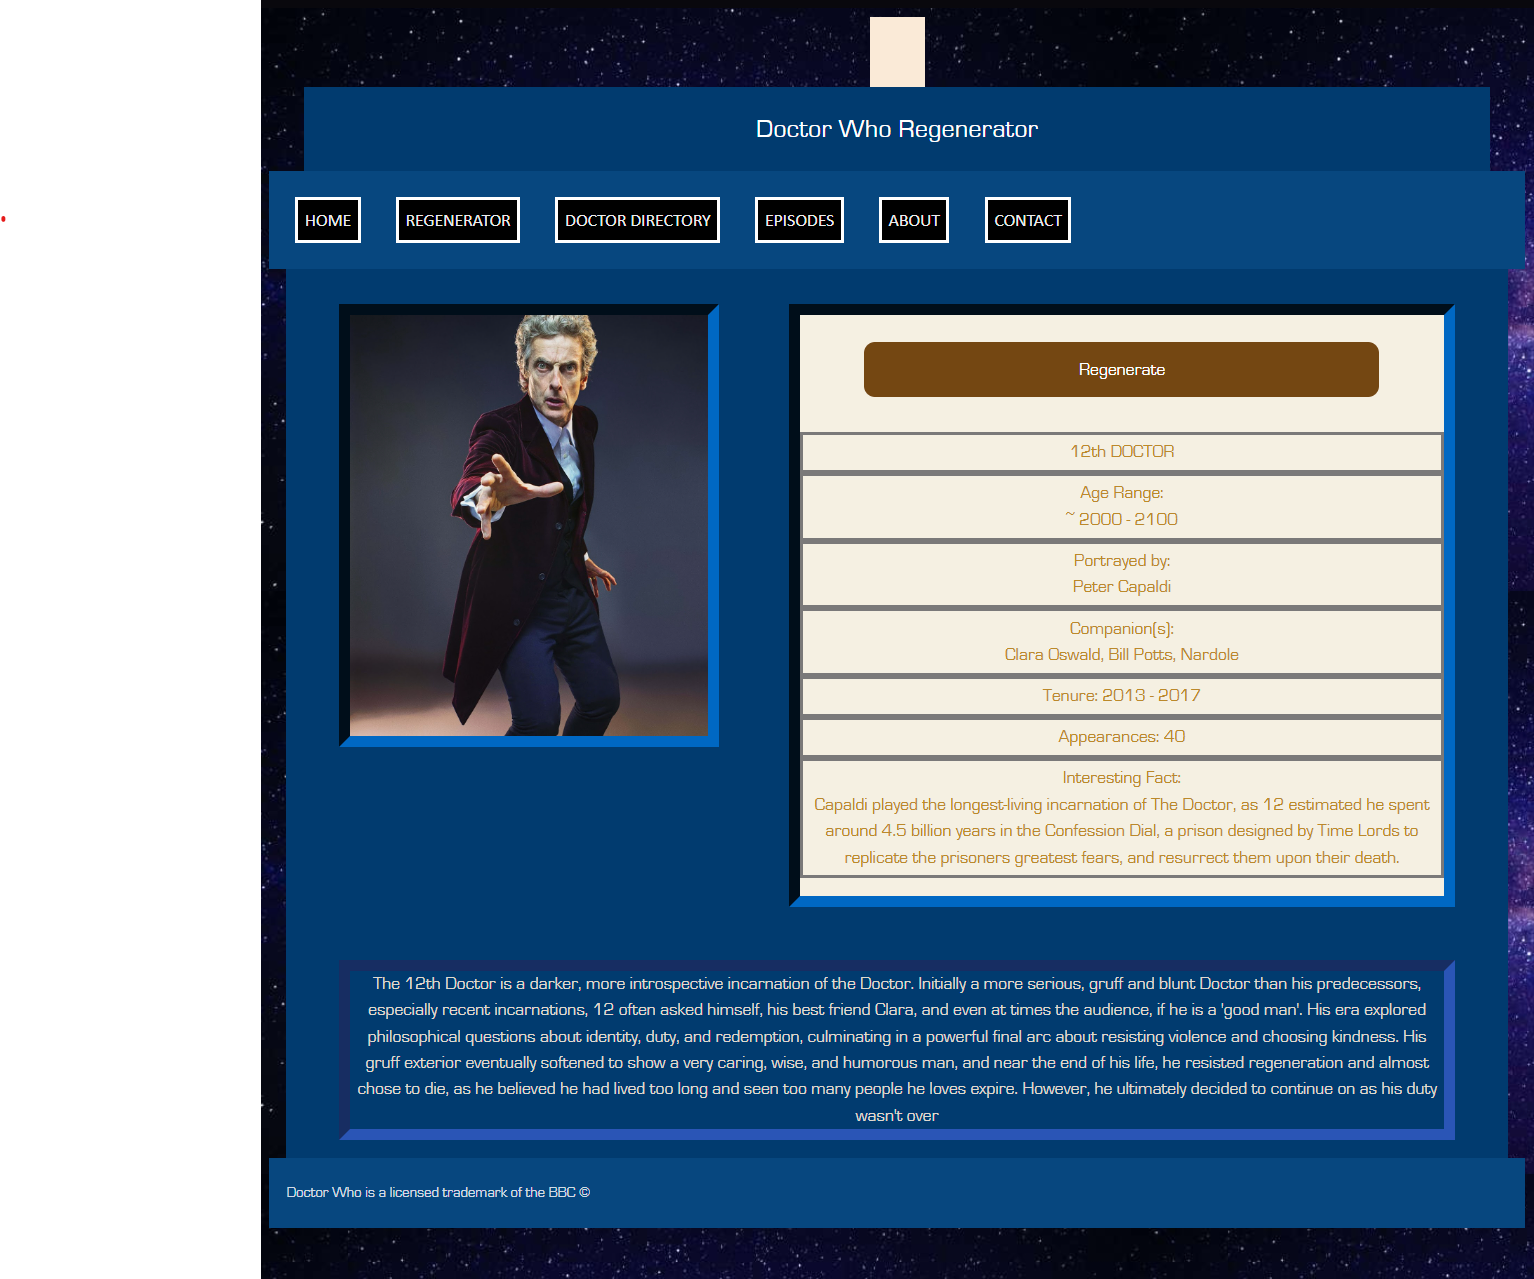 Doctor Who Regenerator
HOME
REGENERATOR
DOCTOR DIRECTORY
EPISODES
ABOUT
CONTACT
Regenerate
12th DOCTOR
Age Range:
~ 2000 - 2100
Portrayed by:
Peter Capaldi
Companion(s):
Clara Oswald, Bill Potts, Nardole
Tenure: 2013 - 2017
Appearances: 40
Interesting Fact:
Capaldi played the longest-living incarnation of The Doctor, as 12 estimated he spent
around 4.5 billion years in the Confession Dial, a prison designed by Time Lords to
replicate the prisoners greatest fears, and resurrect them upon their death.
The 12th Doctor is a darker, more introspective incarnation of the Doctor. Initially a more serious, gruff and blunt Doctor than his predecessors,
especially recent incarnations, 12 often asked himself, his best friend Clara, and even at times the audience, if he is a 'good man'. His era explored
philosophical questions about identity, duty, and redemption, culminating in a powerful final arc about resisting violence and choosing kindness. His
gruff exterior eventually softened to show a very caring, wise, and humorous man, and near the end of his life, he resisted regeneration and almost
chose to die, as he believed he had lived too long and seen too many people he loves expire. However, he ultimately decided to continue on as his duty
wasn't over
Doctor Who is a licensed trademark of the BBC ©